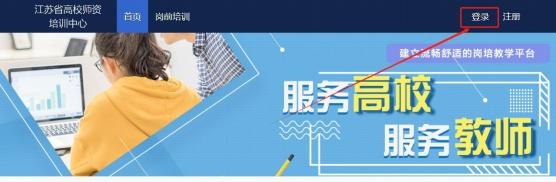 江苏省高校师资
培训中心
首页 岗前培训 登录 注册
建立流畅舒适的岗培教学平台
服务高校
服务教师